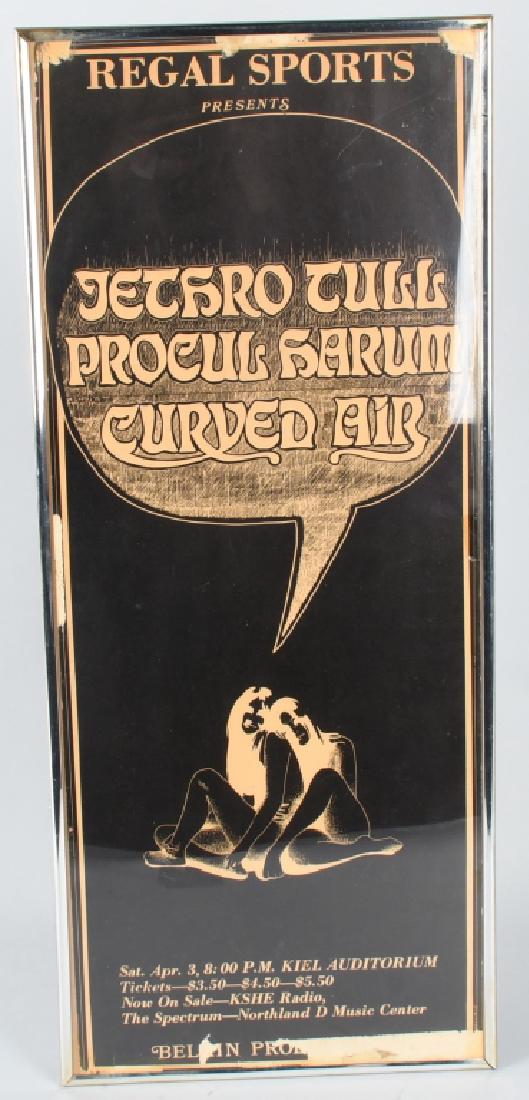 REGAL SPORTS
PRESENTS
JETHRO TULL
PROCUL HARUM
CURVED AIR
Sat. Apr. 3, 8:00 P.M. KIEL AUDITORIUM
Tickets—$3.50—$4.50—$5.50
Now On Sale—KSHE Radio,
The Spectrum—Northland D Music Center